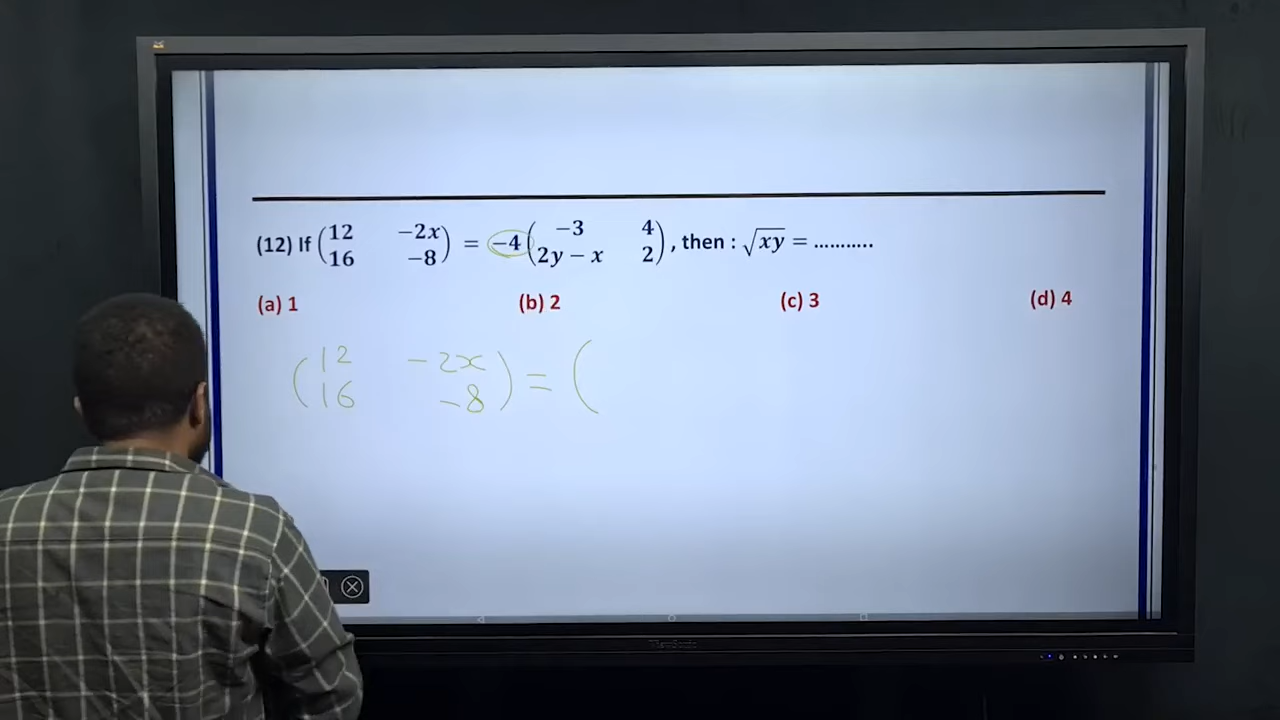 (12) If (12 −2x 16 −8) = −4(−3 4 2y − x 2), then : √xy = ...........
(a) 1 (b) 2 (c) 3 (d) 4
(12 −2x 16 −8) = (
ViewSonic